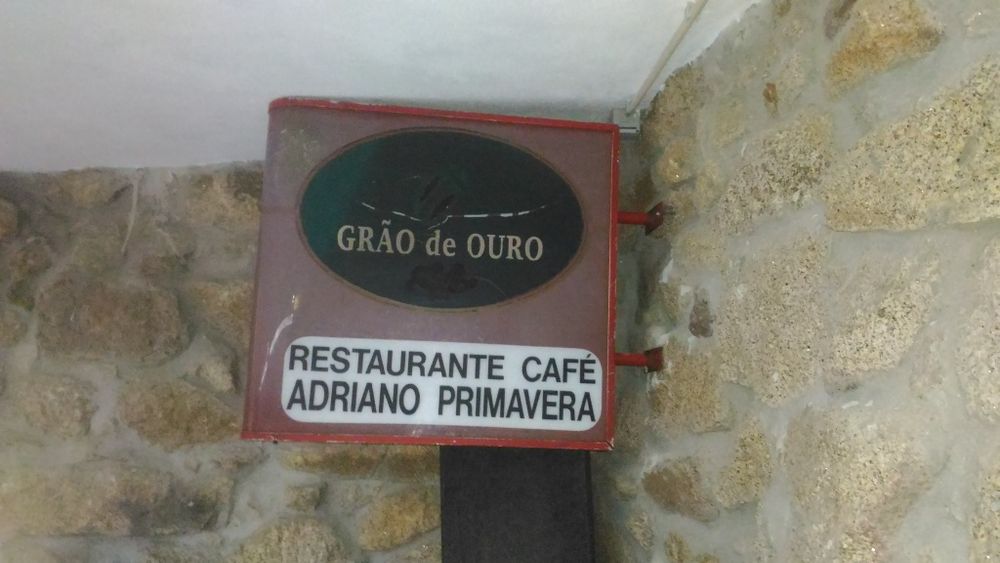 GRÃO de OURO
RESTAURANTE CAFÉ
ADRIANO PRIMAVERA